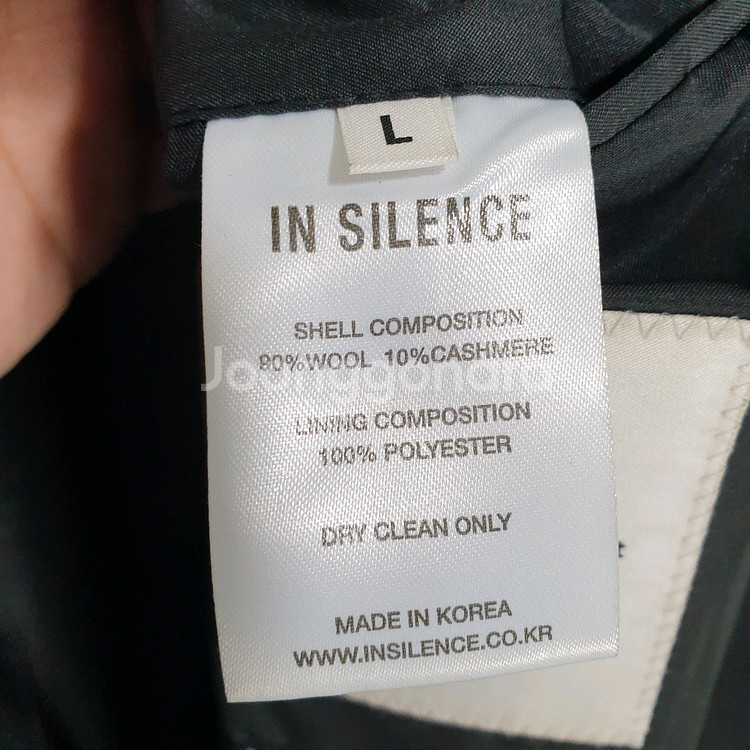 L
IN SILENCE
SHELL COMPOSITION
90%WOOL 10%CASHMERE
Joonggonara
LINING COMPOSITION
100% POLYESTER
DRY CLEAN ONLY
MADE IN KOREA
WWW.INSILENCE.CO.KR